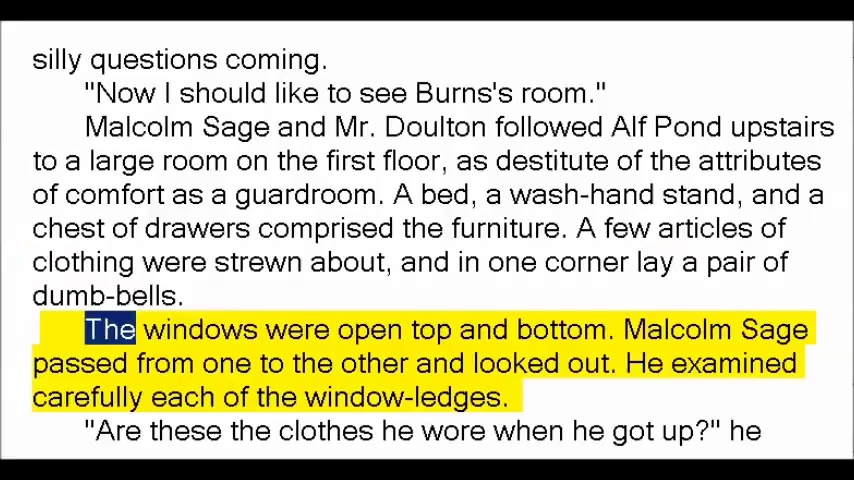 silly questions coming.
"Now I should like to see Burns's room."
Malcolm Sage and Mr. Doulton followed Alf Pond upstairs
to a large room on the first floor, as destitute of the attributes
of comfort as a guardroom. A bed, a wash-hand stand, and a
chest of drawers comprised the furniture. A few articles of
clothing were strewn about, and in one corner lay a pair of
dumb-bells.
The windows were open top and bottom. Malcolm Sage
passed from one to the other and looked out. He examined
carefully each of the window-ledges.
"Are these the clothes he wore when he got up?" he